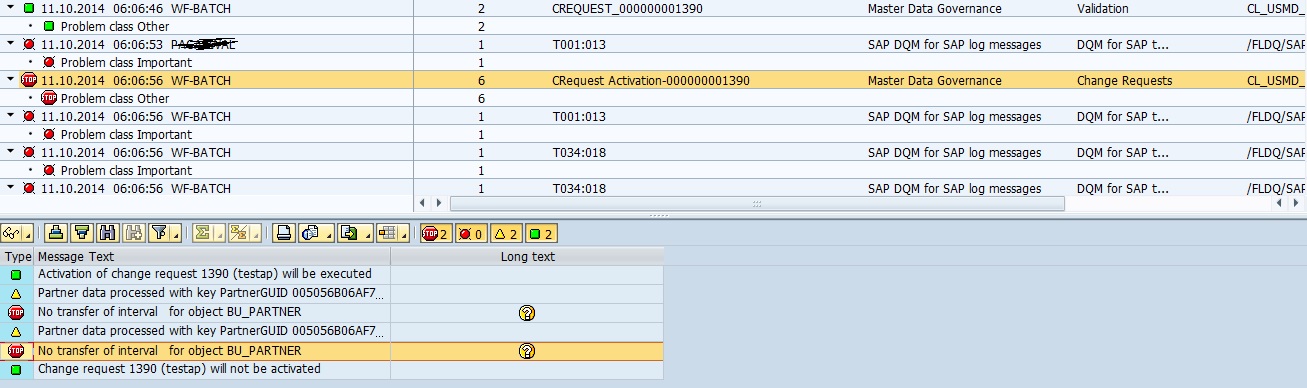 11.10.2014 06:06:46 WF-BATCH 2 CREQUEST_000000001390 Master Data Governance Validation CL_USMD_
Problem class Other 2
11.10.2014 06:06:53 1 T001:013 SAP DQM for SAP log messages DQM for SAP t... /FLDQ/SAP
Problem class Important 1
STOP 11.10.2014 06:06:56 WF-BATCH 6 CRequest Activation-000000001390 Master Data Governance Change Requests CL_USMD_
STOP Problem class Other 6
11.10.2014 06:06:56 WF-BATCH 1 T001:013 SAP DQM for SAP log messages DQM for SAP t... /FLDQ/SAP
Problem class Important 1
11.10.2014 06:06:56 WF-BATCH 1 T034:018 SAP DQM for SAP log messages DQM for SAP t... /FLDQ/SAP
Problem class Important 1
11.10.2014 06:06:56 WF-BATCH 1 T034:018 SAP DQM for SAP log messages DQM for SAP t... /FLDQ/SAP
STOP 2 0 2 2
Type Message Text Long text
Activation of change request 1390 (testap) will be executed
Partner data processed with key PartnerGUID 005056B06AF7...
STOP No transfer of interval for object BU_PARTNER
Partner data processed with key PartnerGUID 005056B06AF7...
STOP No transfer of interval for object BU_PARTNER
Change request 1390 (testap) will not be activated